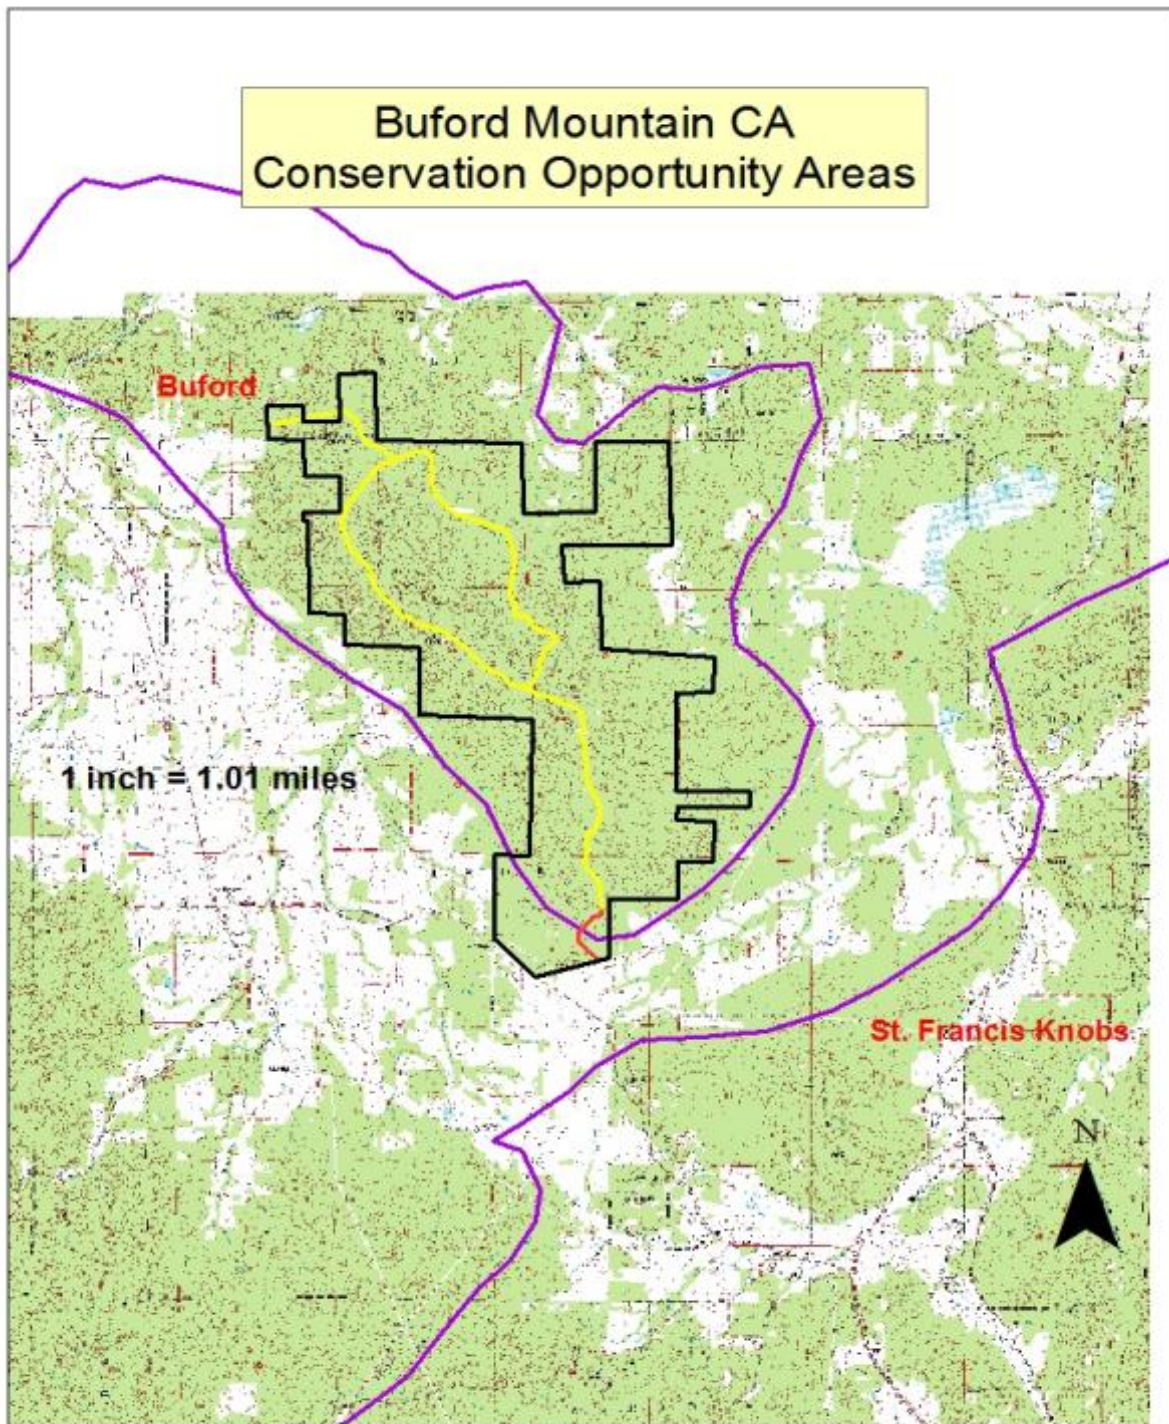 Buford Mountain CA
Conservation Opportunity Areas
Buford
1 inch = 1.01 miles
St. Francis Knobs
N